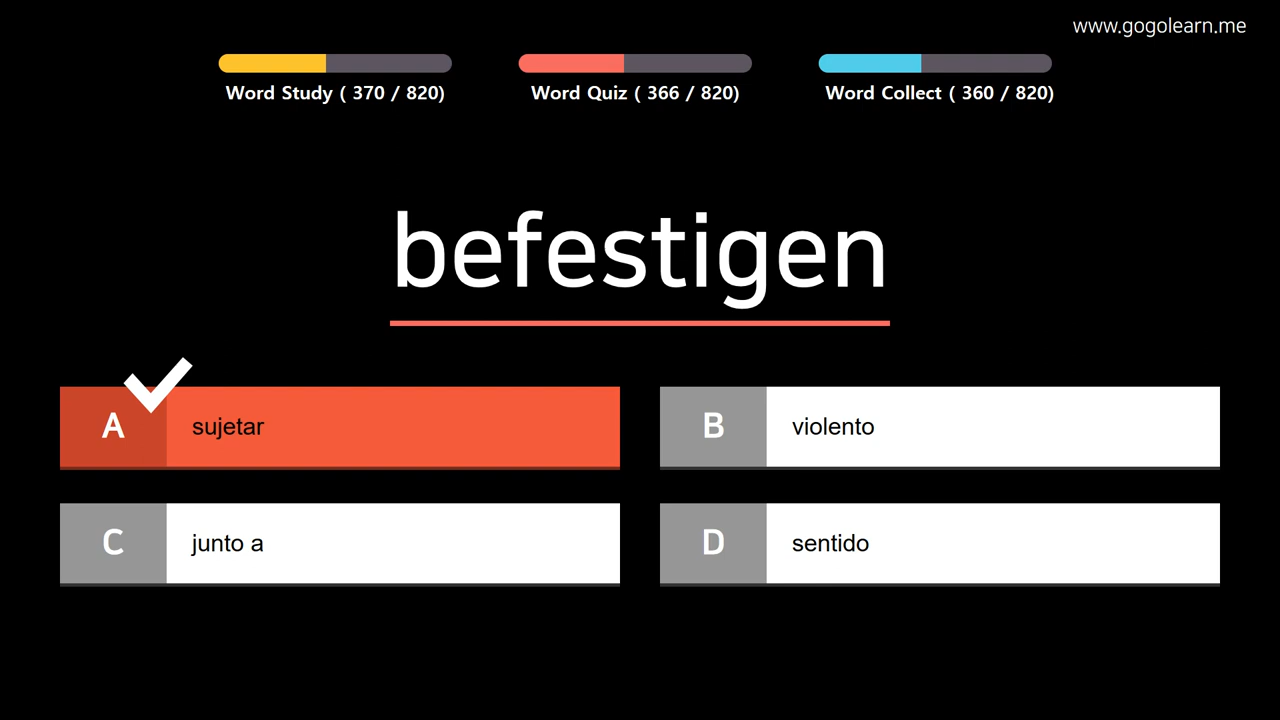 www.gogolearn.me
Word Study ( 370 / 820)
Word Quiz ( 366 / 820)
Word Collect ( 360 / 820)
befestigen
A sujetar
B violento
C junto a
D sentido